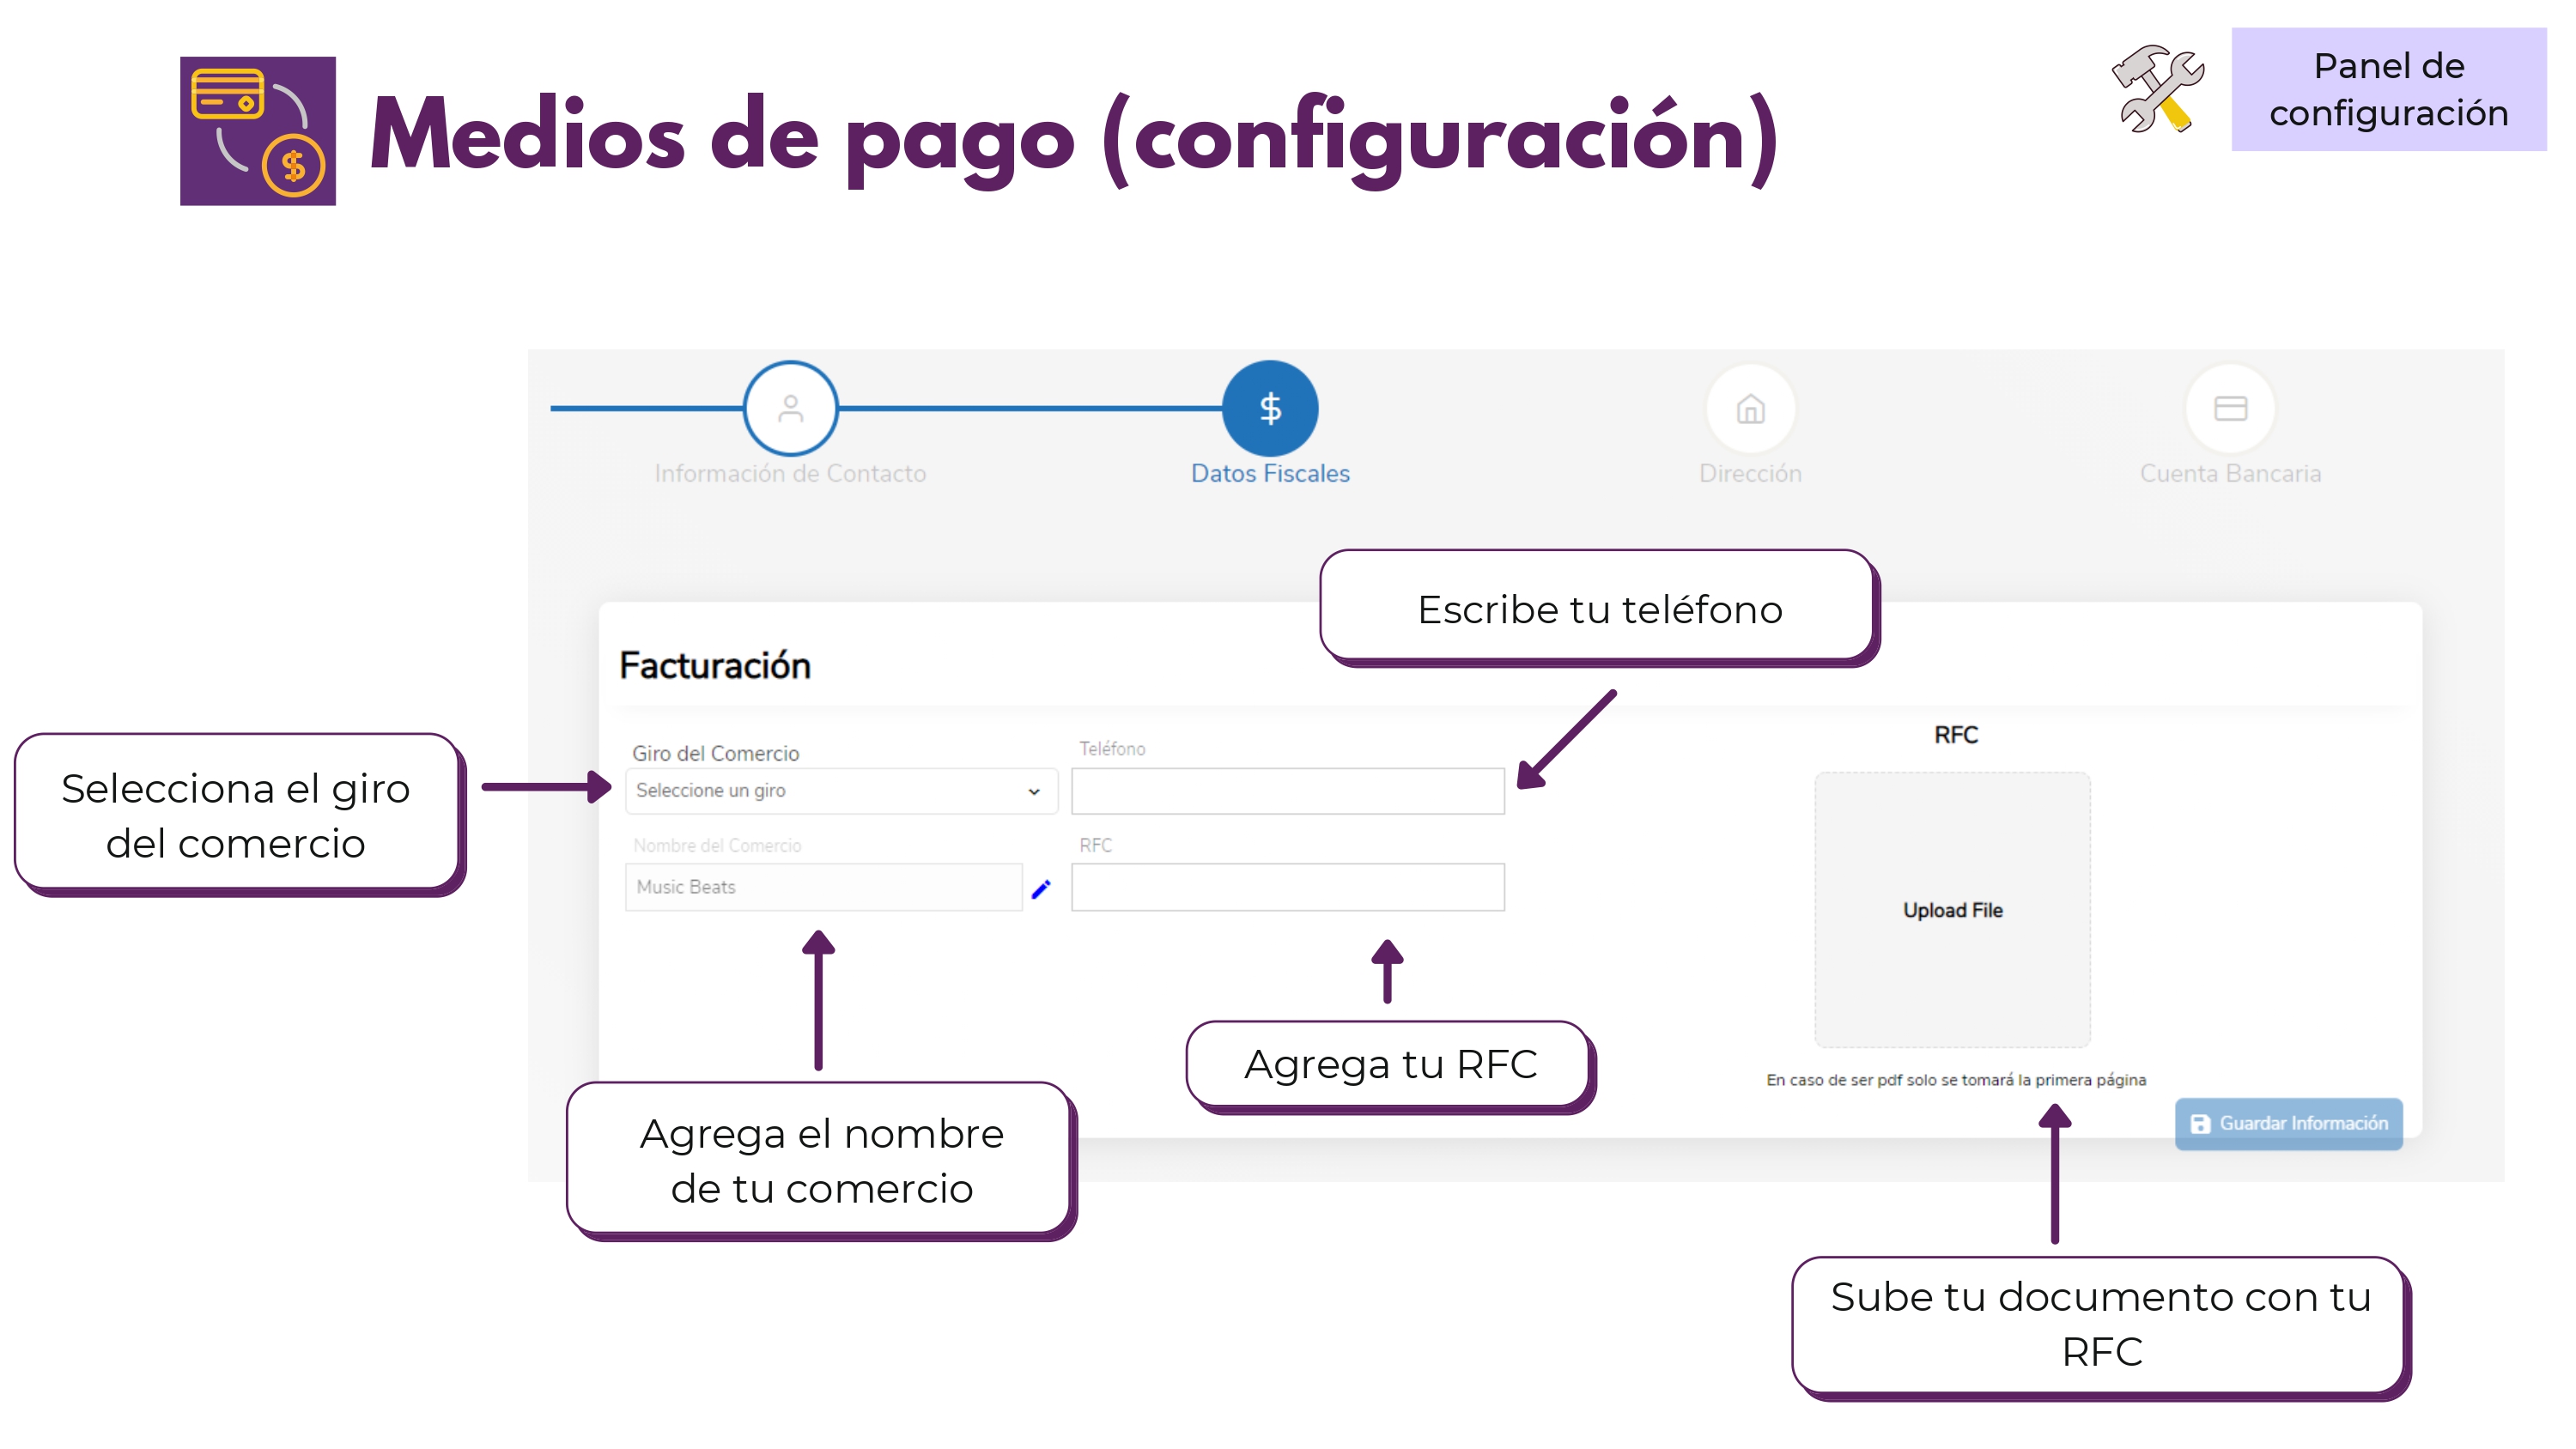 Medios de pago (configuración)
Panel de
configuración
Información de Contacto
Datos Fiscales
Dirección
Cuenta Bancaria
Escribe tu teléfono
Facturación
Selecciona el giro
del comercio
Giro del Comercio
Seleccione un giro
Teléfono
Nombre del Comercio
Music Beats
RFC
RFC
Upload File
En caso de ser pdf solo se tomará la primera página
Guardar Información
Agrega el nombre
de tu comercio
Agrega tu RFC
Sube tu documento con tu
RFC